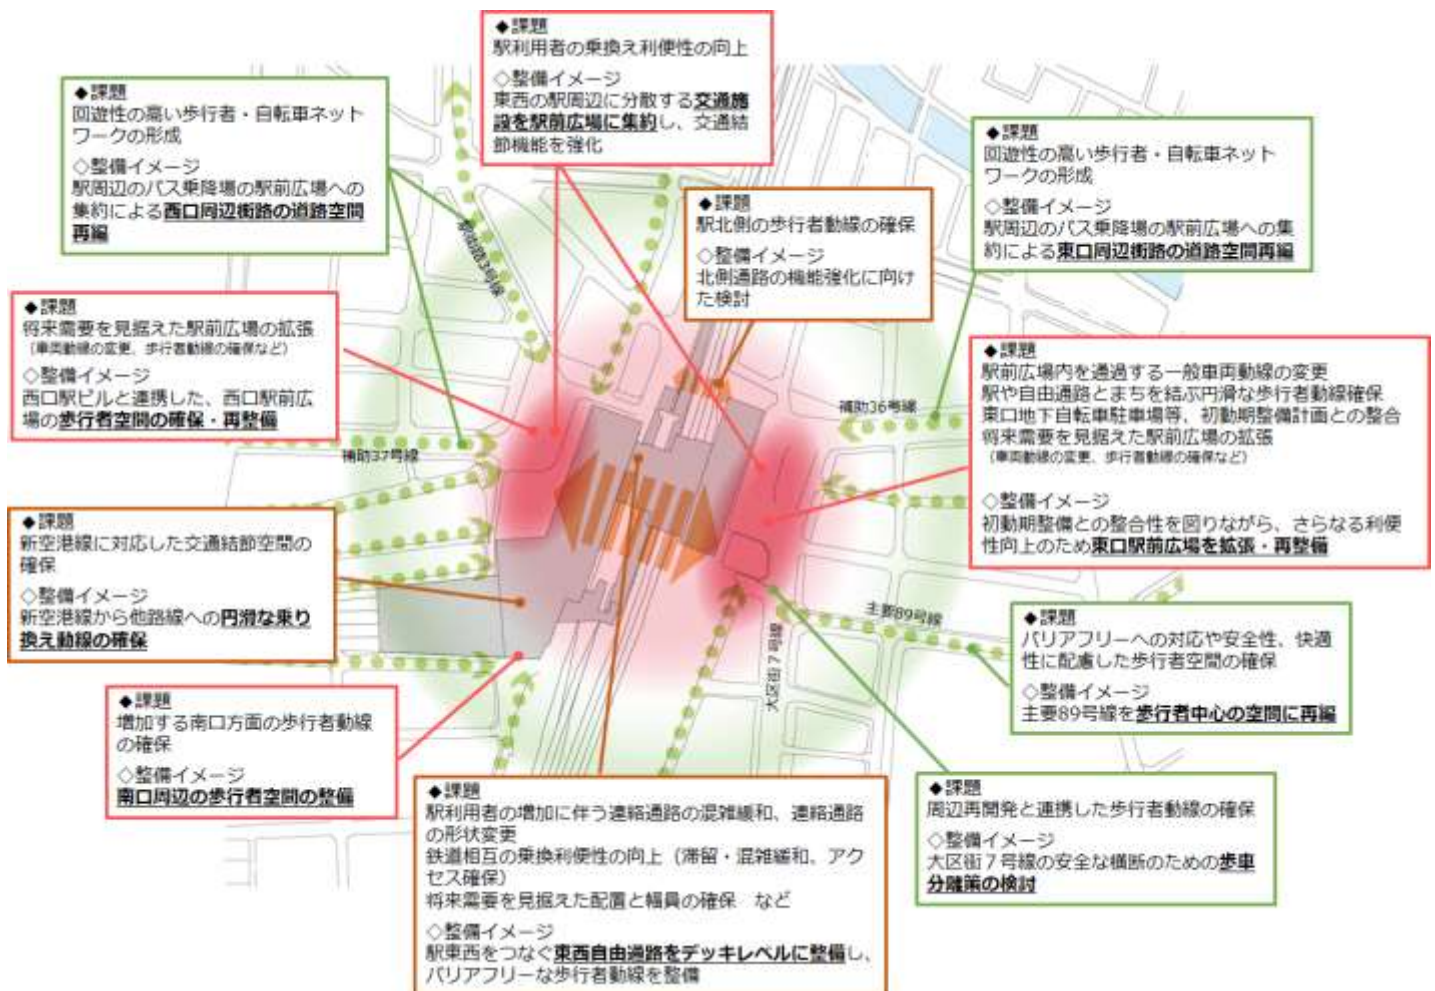 ◆課題
駅利用者の乗換え利便性の向上
◇整備イメージ
東西の駅周辺に分散する交通施
設を駅前広場に集約し、交通結
節機能を強化
◆課題
回遊性の高い歩行者・自転車ネット
ワークの形成
◇整備イメージ
駅周辺のバス乗降場の駅前広場への
集約による西口周辺街路の道路空間
再編
◆課題
回遊性の高い歩行者・自転車ネット
ワークの形成
◇整備イメージ
駅周辺のバス乗降場の駅前広場への集
約による東口周辺街路の道路空間再編
◆課題
駅北側の歩行者動線の確保
◇整備イメージ
北側通路の機能強化に向け
た検討
◆課題
将来需要を見据えた駅前広場の拡張
（車両動線の変更、歩行者動線の確保など）
◇整備イメージ
西口駅ビルと連携した、西口駅前広
場の歩行者空間の確保・再整備
◆課題
駅前広場内を通過する一般車両動線の変更
駅や自由通路とまちを結ぶ円滑な歩行者動線確保
東口地下自転車駐車場等、初動期整備計画との整合
将来需要を見据えた駅前広場の拡張
（車両動線の変更、歩行者動線の確保など）
◇整備イメージ
初動期整備との整合性を図りながら、さらなる利便
性向上のため東口駅前広場を拡張・再整備
補助36号線
補助37号線
◆課題
新空港線に対応した交通結節空間の
確保
◇整備イメージ
新空港線から他路線への円滑な乗り
換え動線の確保
主要89号線
大区街7号線
◆課題
バリアフリーへの対応や安全性、快適
性に配慮した歩行者空間の確保
◇整備イメージ
主要89号線を歩行者中心の空間に再編
◆課題
増加する南口方面の歩行者動線
の確保
◇整備イメージ
南口周辺の歩行者空間の整備
◆課題
駅利用者の増加に伴う連絡通路の混雑緩和、連絡通路
の形状変更
鉄道相互の乗換利便性の向上（滞留・混雑緩和、アク
セス確保）
将来需要を見据えた配置と幅員の確保　など
◇整備イメージ
駅東西をつなぐ東西自由通路をデッキレベルに整備し、
バリアフリーな歩行者動線を整備
◆課題
周辺再開発と連携した歩行者動線の確保
◇整備イメージ
大区街7号線の安全な横断のための歩車
分離策の検討